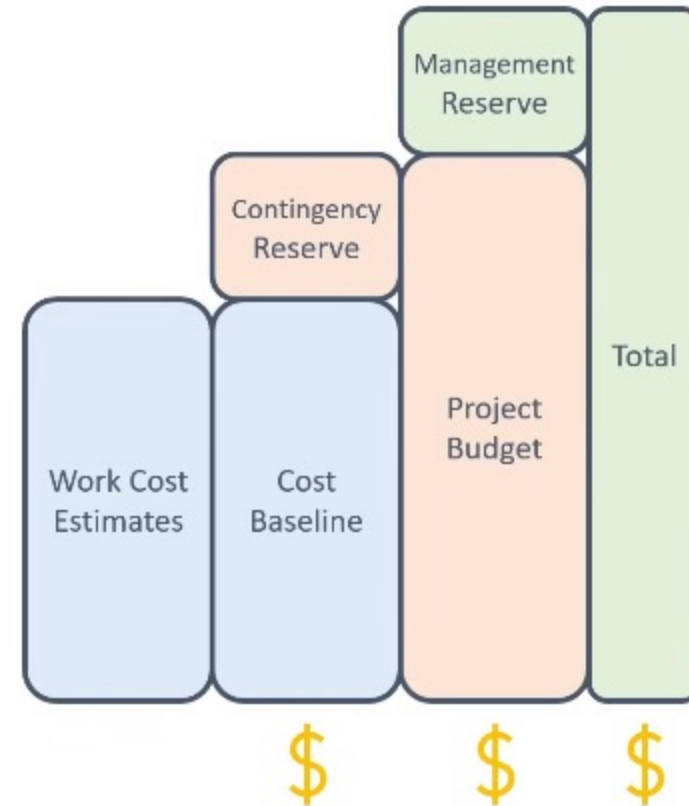 Management
Reserve
Contingency
Reserve
Total
Project
Budget
Work Cost
Estimates
Cost
Baseline
$
$
$